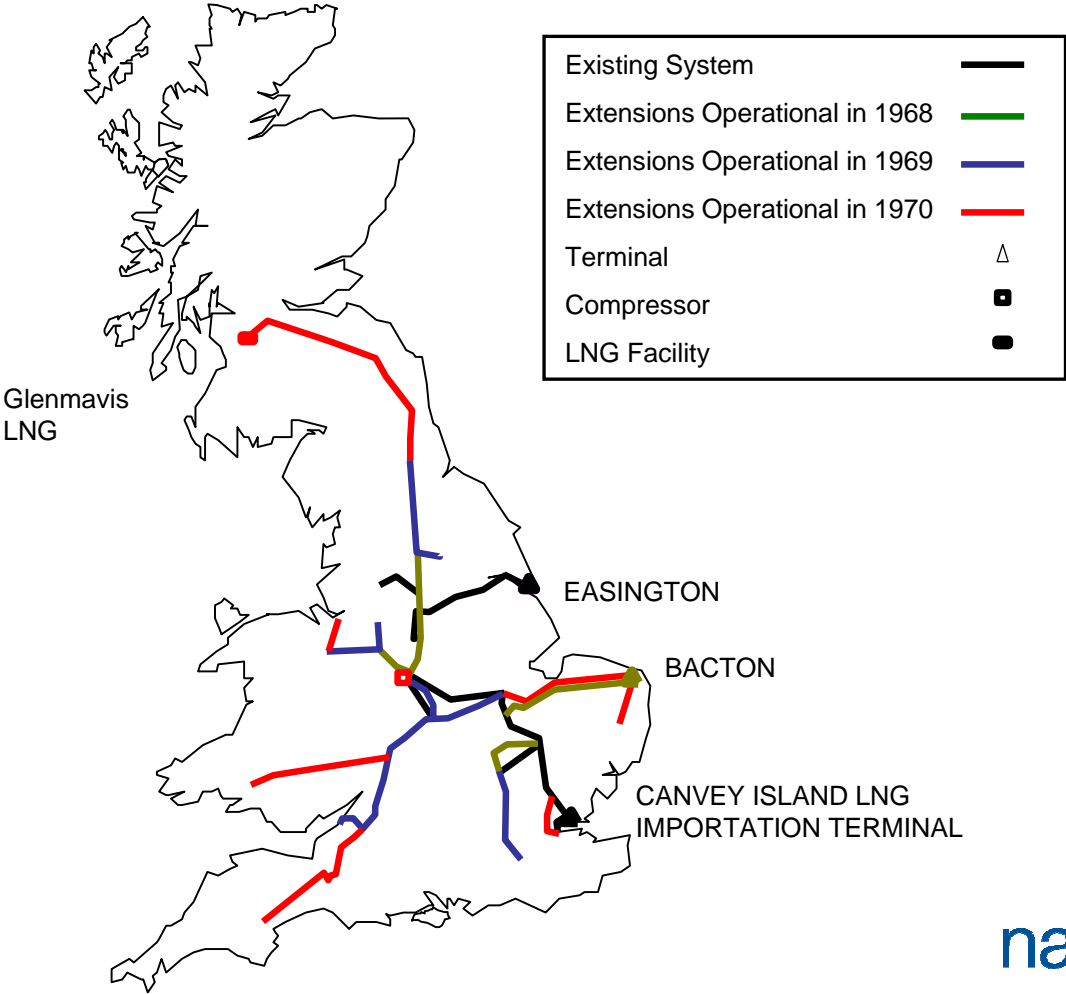 Existing System
Extensions Operational in 1968
Extensions Operational in 1969
Extensions Operational in 1970
Terminal
Compressor
LNG Facility
Glenmavis
LNG
EASINGTON
BACTON
CANVEY ISLAND LNG
IMPORTATION TERMINAL
na